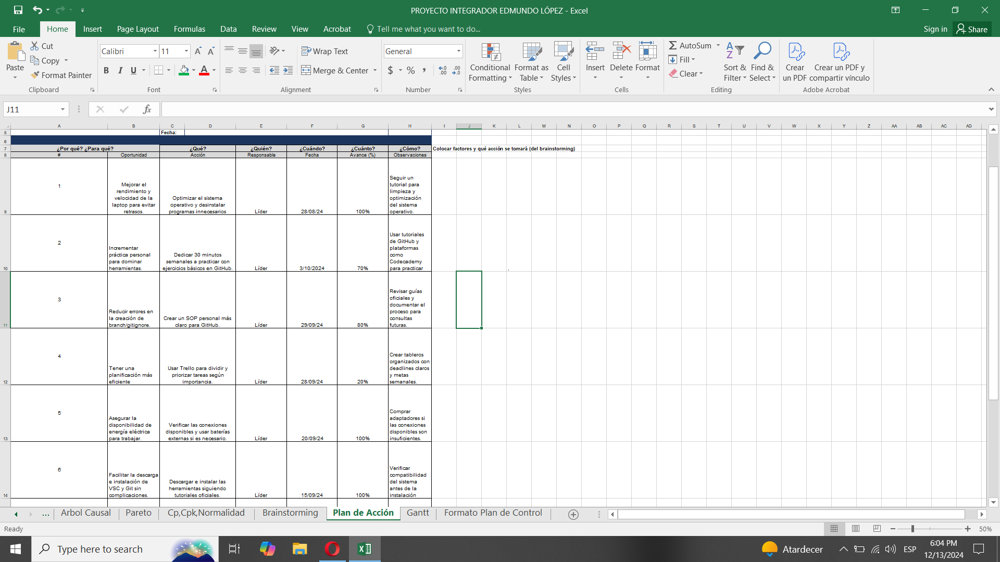 PROYECTO INTEGRADOR EDMUNDO LÓPEZ - Excel
File Home Insert Page Layout Formulas Data Review View Acrobat Tell me what you want to do... Sign in Share
Paste
Cut
Copy
Format Painter
Clipboard
Calibri 11
B I U A
Font
Wrap Text
Merge & Center
Alignment
General
$ % ,
Number
Conditional Formatting
Format as Table
Cell Styles
Styles
Insert Delete Format
Cells
AutoSum
Fill
Clear
Sort & Filter
Find & Select
Editing
Crear un PDF
Crear un PDF y compartir vínculo
Adobe Acrobat
J11
fx
A B C D E F G H I J K L M N O P Q R S T U V W X Y Z AA AB AC AD
5 Fecha:
6
7 ¿Por qué? ¿Para qué? ¿Qué? ¿Quién? ¿Cuándo? ¿Cuánto? ¿Cómo? Colocar factores y qué acción se tomará (del brainstorming)
8 # Oportunidad Acción Responsable Fecha Avance (%) Observaciones
9
1
Mejorar el
rendimiento y
velocidad de la
laptop para evitar
retrasos.
Optimizar el sistema
operativo y desinstalar
programas innecesarios
Líder
28/08/24
100%
Seguir un
tutorial para
limpieza y
optimización
del sistema
operativo.
10
2
Incrementar
práctica personal
para dominar
herramientas.
Dedicar 30 minutos
semanales a practicar con
ejercicios básicos en GitHub.
Líder
3/10/2024
70%
Usar tutoriales
de GitHub y
plataformas
como
Codecademy
para practicar
11
3
Reducir errores en
la creación de
branch/gitignore.
Crear un SOP personal más
claro para GitHub.
Líder
29/09/24
80%
Revisar guías
oficiales y
documentar el
proceso para
consultas
futuras.
12
4
Tener una
planificación más
eficiente
Usar Trello para dividir y
priorizar tareas según
importancia.
Líder
28/09/24
20%
Crear tableros
organizados con
deadlines claros
y metas
semanales.
13
5
Asegurar la
disponibilidad de
energía eléctrica
para trabajar.
Verificar las conexiones
disponibles y usar baterías
externas si es necesario.
Líder
20/09/24
100%
Comprar
adaptadores si
las conexiones
disponibles son
insuficientes.
14
6
Facilitar la descarga
e instalación de
VSC y Git sin
complicaciones.
Descargar e instalar las
herramientas siguiendo
tutoriales oficiales.
Líder
15/09/24
100%
Verificar
compatibilidad
del sistema
antes de la
instalación
... Arbol Causal Pareto Cp,Cpk,Normalidad Brainstorming Plan de Acción Gantt Formato Plan de Control
Ready 50%
Type here to search
Atardecer
ESP
6:04 PM
12/13/2024